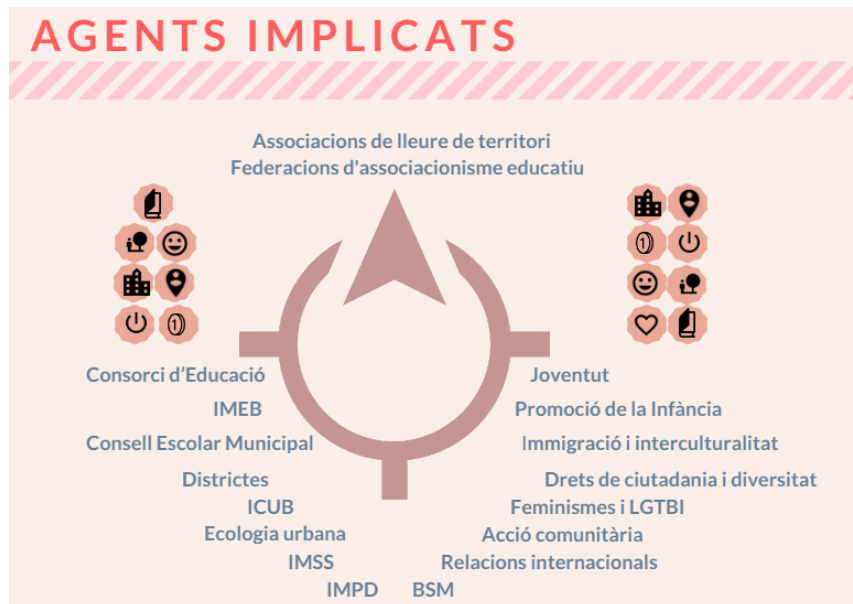 AGENTS IMPLICATS
Associacions de lleure de territori
Federacions d'associacionisme educatiu
1
1
Consorci d’Educació
IMEB
Consell Escolar Municipal
Districtes
ICUB
Ecologia urbana
IMSS
IMPD
Joventut
Promoció de la Infància
Immigració i interculturalitat
Drets de ciutadania i diversitat
Feminismes i LGTBI
Acció comunitària
Relacions internacionals
BSM